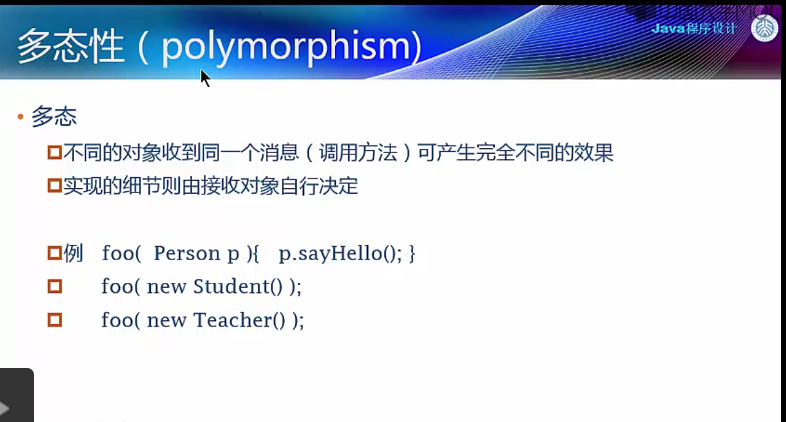 Java程序设计
多态性（polymorphism)
多态
不同的对象收到同一个消息（调用方法）可产生完全不同的效果
实现的细节则由接收对象自行决定
例 foo( Person p ){ p.sayHello(); }
foo( new Student() );
foo( new Teacher() );